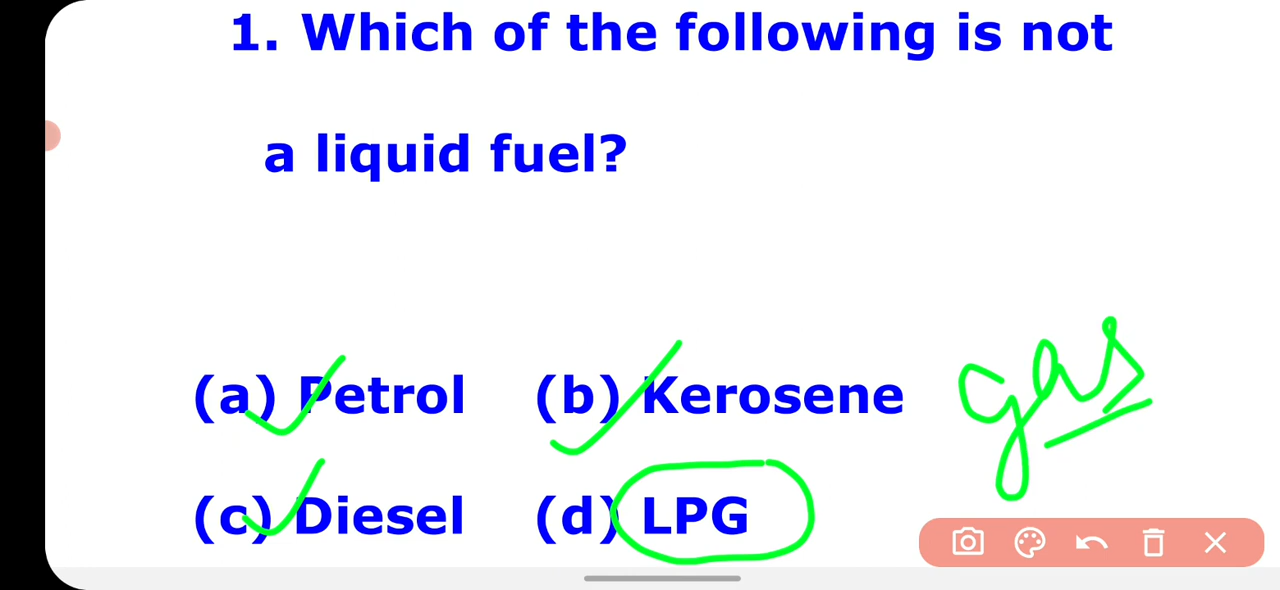 1. Which of the following is not
a liquid fuel?
(a) Petrol (b) Kerosene gas
(c) Diesel (d) LPG